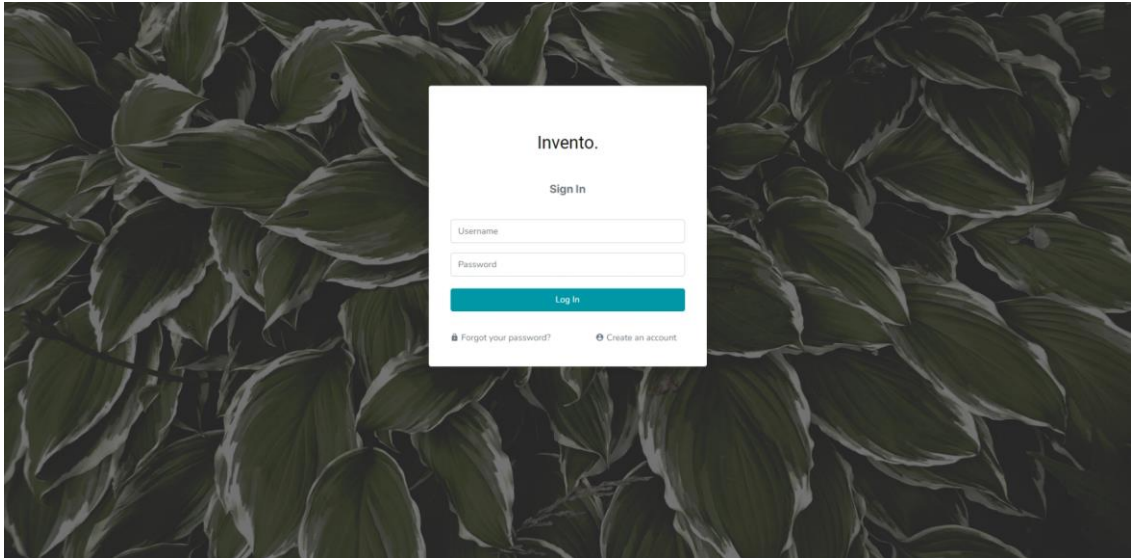 Invento.
Sign In
Username
Password
Log In
Forgot your password? Create an account